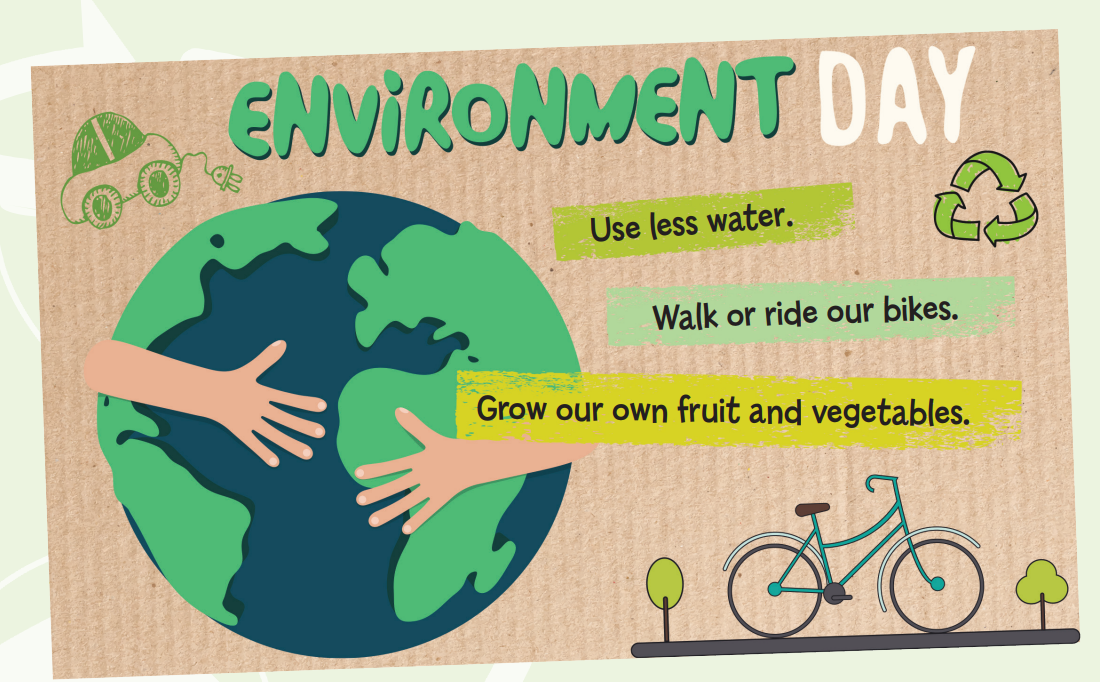 ENViRONMENT DAY
Use less water.
Walk or ride our bikes.
Grow our own fruit and vegetables.